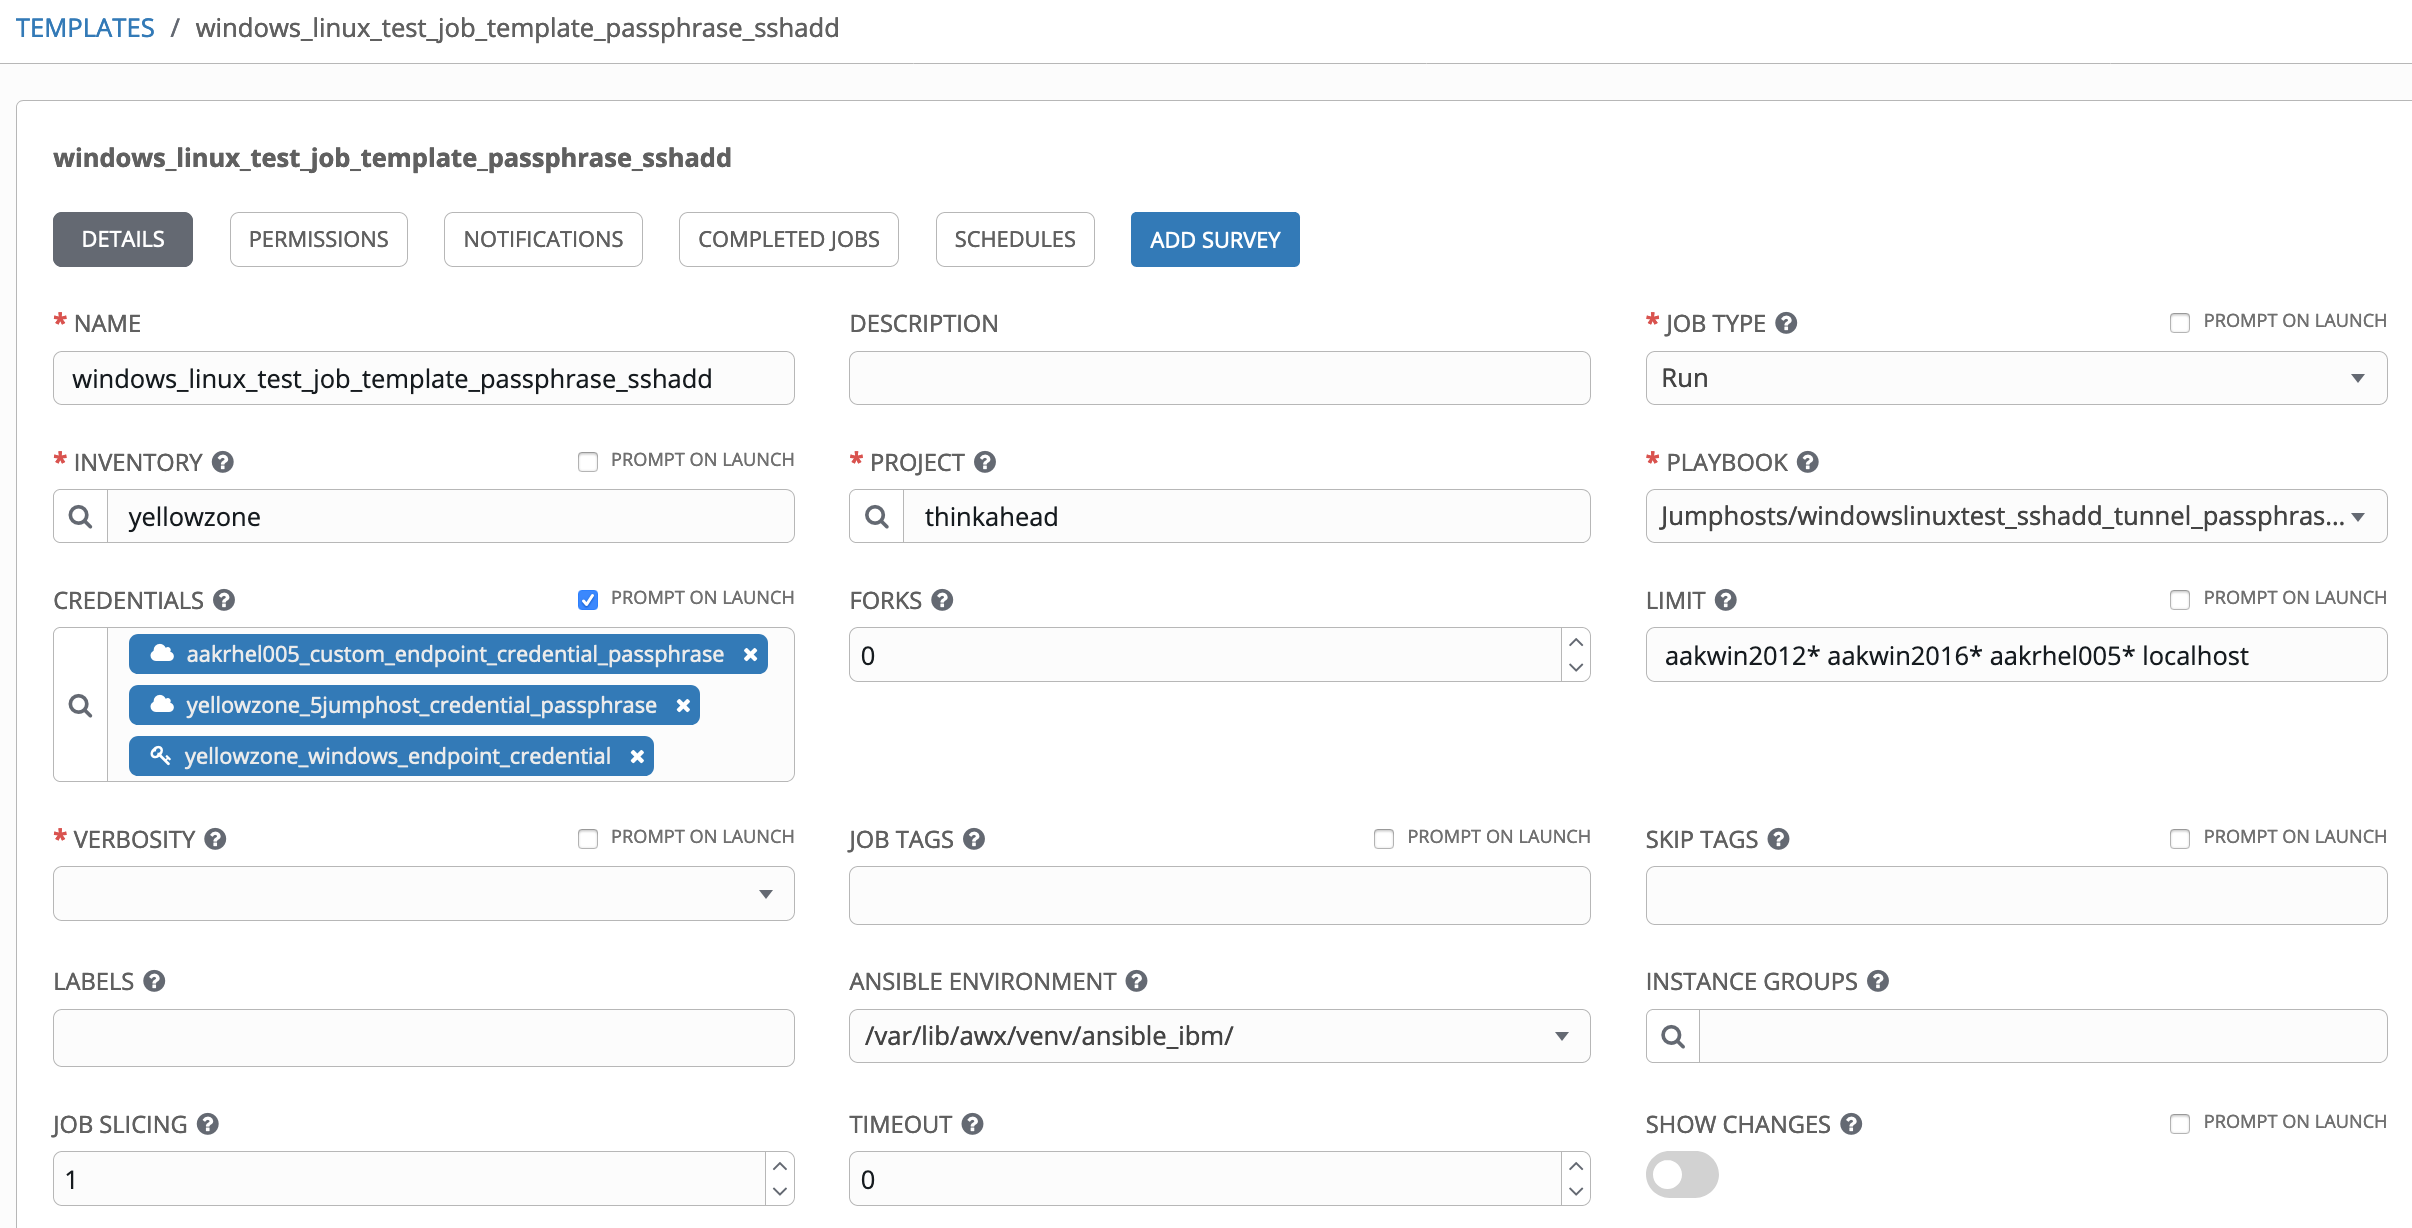 TEMPLATES / windows_linux_test_job_template_passphrase_sshadd
windows_linux_test_job_template_passphrase_sshadd
DETAILS PERMISSIONS NOTIFICATIONS COMPLETED JOBS SCHEDULES ADD SURVEY
* NAME DESCRIPTION * JOB TYPE ? PROMPT ON LAUNCH
windows_linux_test_job_template_passphrase_sshadd Run
* INVENTORY ? PROMPT ON LAUNCH * PROJECT ? * PLAYBOOK ?
yellowzone thinkahead Jumphosts/windowslinuxtest_sshadd_tunnel_passphras...
CREDENTIALS ? PROMPT ON LAUNCH FORKS ? LIMIT ? PROMPT ON LAUNCH
aakrhel005_custom_endpoint_credential_passphrase 0 aakwin2012* aakwin2016* aakrhel005* localhost
yellowzone_5jumphost_credential_passphrase
yellowzone_windows_endpoint_credential
* VERBOSITY ? PROMPT ON LAUNCH JOB TAGS ? PROMPT ON LAUNCH SKIP TAGS ? PROMPT ON LAUNCH
LABELS ? ANSIBLE ENVIRONMENT ? INSTANCE GROUPS ?
/var/lib/awx/venv/ansible_ibm/
JOB SLICING ? TIMEOUT ? SHOW CHANGES ? PROMPT ON LAUNCH
1 0